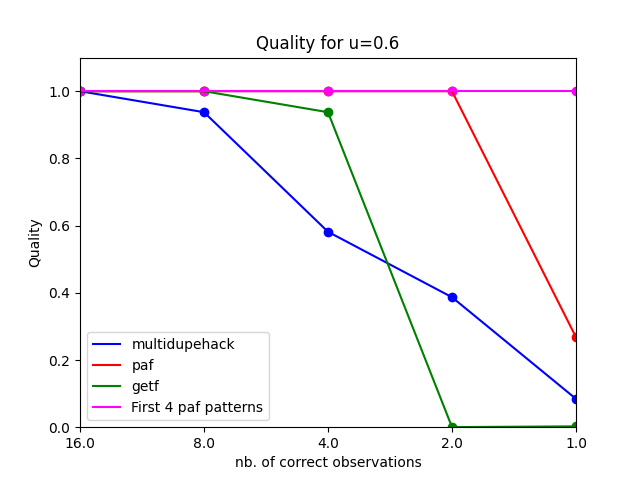 Quality for u=0.6
1.0
0.8
0.6
0.4
0.2
0.0
Quality
multidupehack
paf
getf
First 4 paf patterns
16.0 8.0 4.0 2.0 1.0
nb. of correct observations